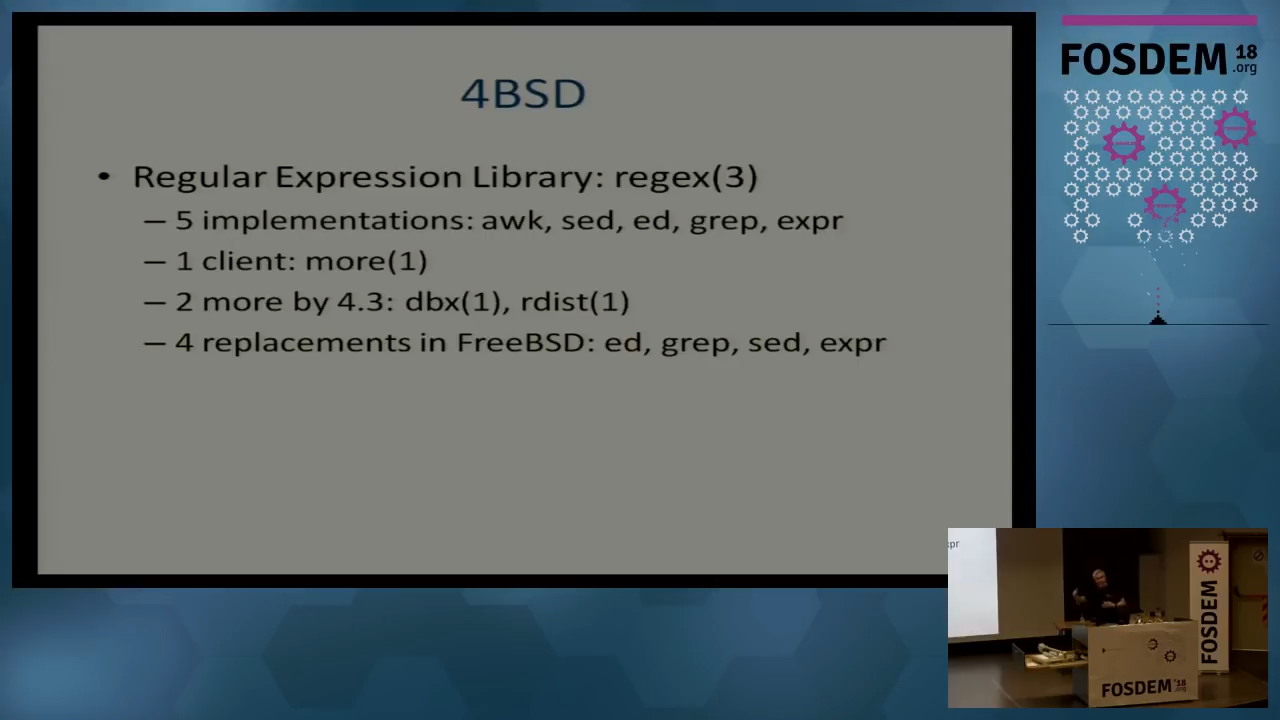 4BSD
• Regular Expression Library: regex(3)
– 5 implementations: awk, sed, ed, grep, expr
– 1 client: more(1)
– 2 more by 4.3: dbx(1), rdist(1)
– 4 replacements in FreeBSD: ed, grep, sed, expr
FOSDEM 18
.org
xpr
FOSDEM
FOSDEM '18
.org